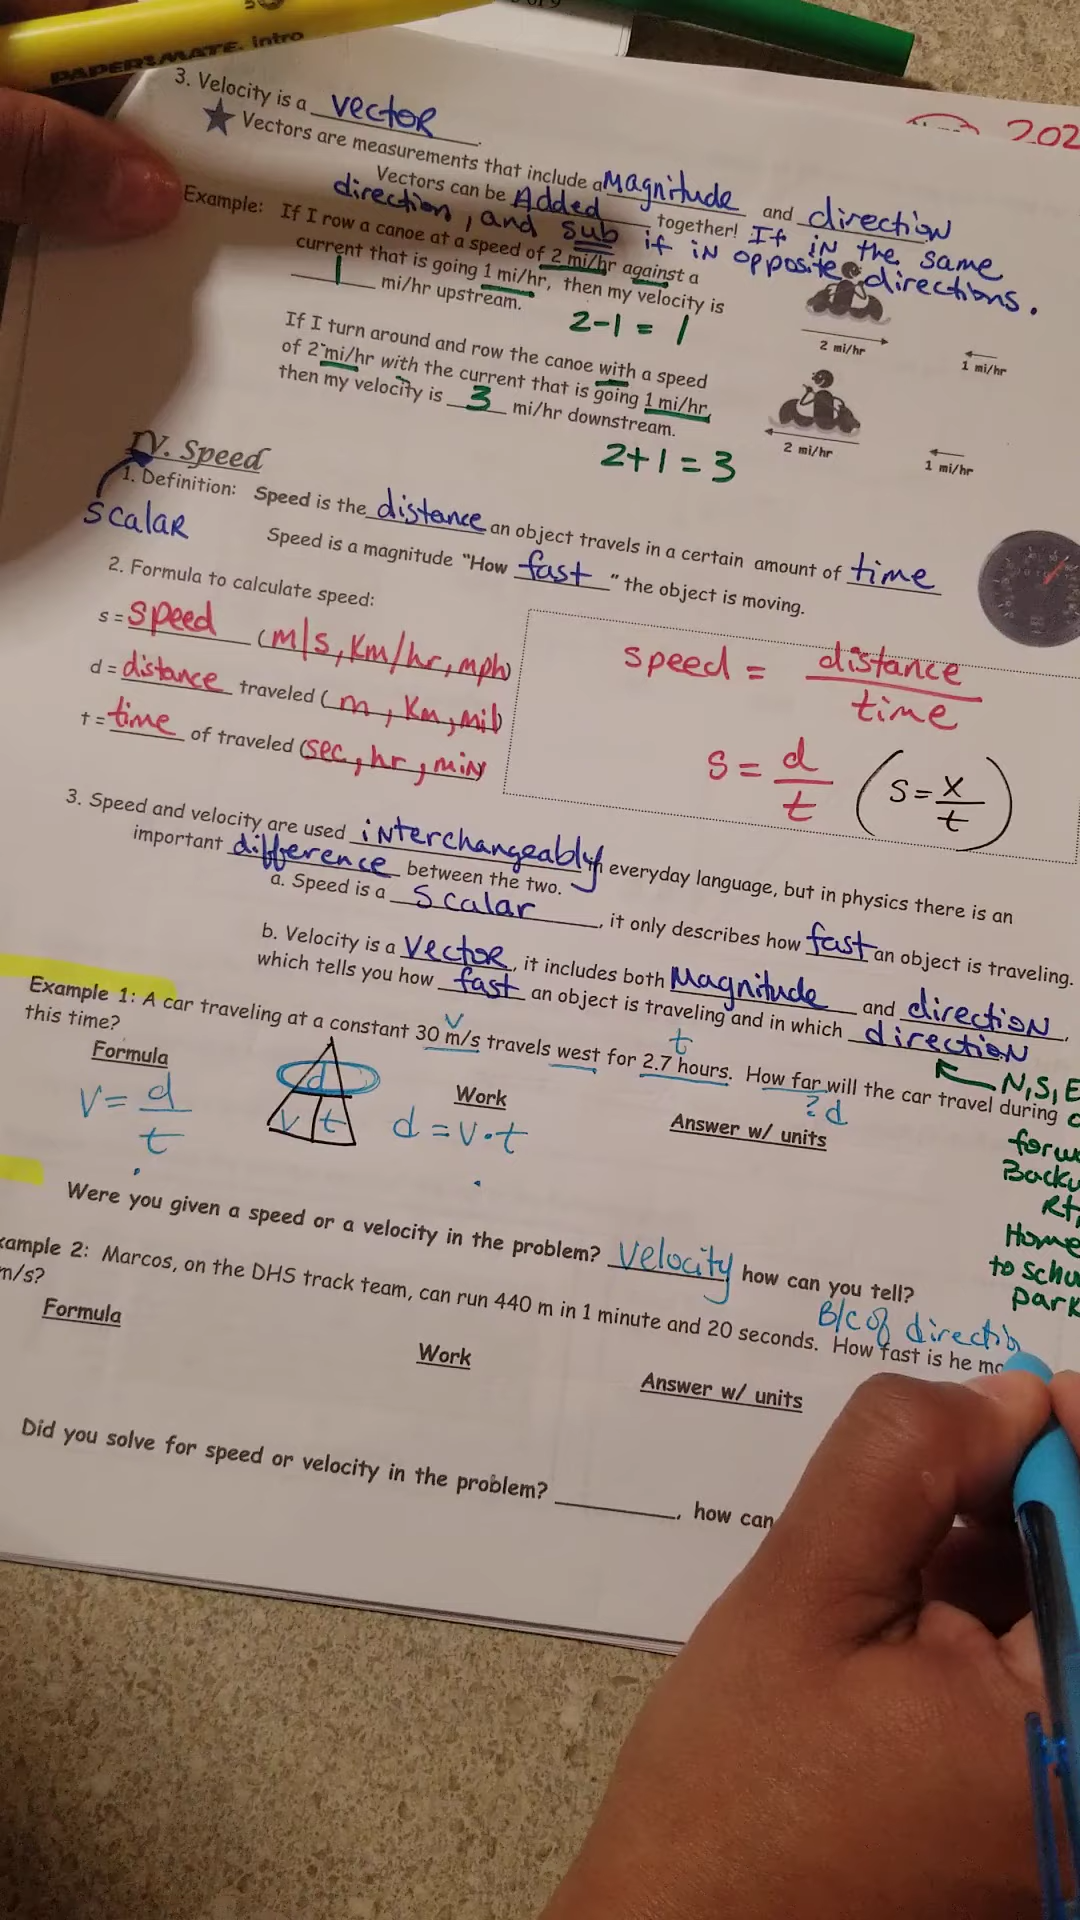 PAPERMATE. intro
3. Velocity is a vector.
Vectors are measurements that include a Magnitude and direction
Vectors can be Added together! If in the same
direction, and sub if in opposite directions.
Example: If I row a canoe at a speed of 2 mi/hr against a
current that is going 1 mi/hr, then my velocity is
1 mi/hr upstream.
2-1 = 1
2 mi/hr
1 mi/hr
If I turn around and row the canoe with a speed
of 2 mi/hr with the current that is going 1 mi/hr,
then my velocity is 3 mi/hr downstream.
2+1=3
2 mi/hr
1 mi/hr
202
IV. Speed
scalar
1. Definition: Speed is the distance an object travels in a certain amount of time
Speed is a magnitude "How fast" the object is moving.
2. Formula to calculate speed:
s = speed (m/s, Km/hr, mph)
d = distance traveled (m, Km, mil)
t = time of traveled (sec, hr, min)
speed = distance / time
s = d/t (s = x/t)
3. Speed and velocity are used interchangeably in everyday language, but in physics there is an
important difference between the two.
a. Speed is a scalar, it only describes how fast an object is traveling.
b. Velocity is a vector, it includes both Magnitude and direction,
which tells you how fast an object is traveling and in which direction
N, S, E
forw
Backw
Rt,
Home
to scho
park
Example 1: A car traveling at a constant 30 m/s travels west for 2.7 hours. How far will the car travel during
this time?
v
t
? d
Formula
Work
Answer w/ units
v = d/t
d
v t
d = v·t
Were you given a speed or a velocity in the problem? velocity how can you tell?
B/c of directio
xample 2: Marcos, on the DHS track team, can run 440 m in 1 minute and 20 seconds. How fast is he mo
m/s?
Formula
Work
Answer w/ units
Did you solve for speed or velocity in the problem? ________, how can